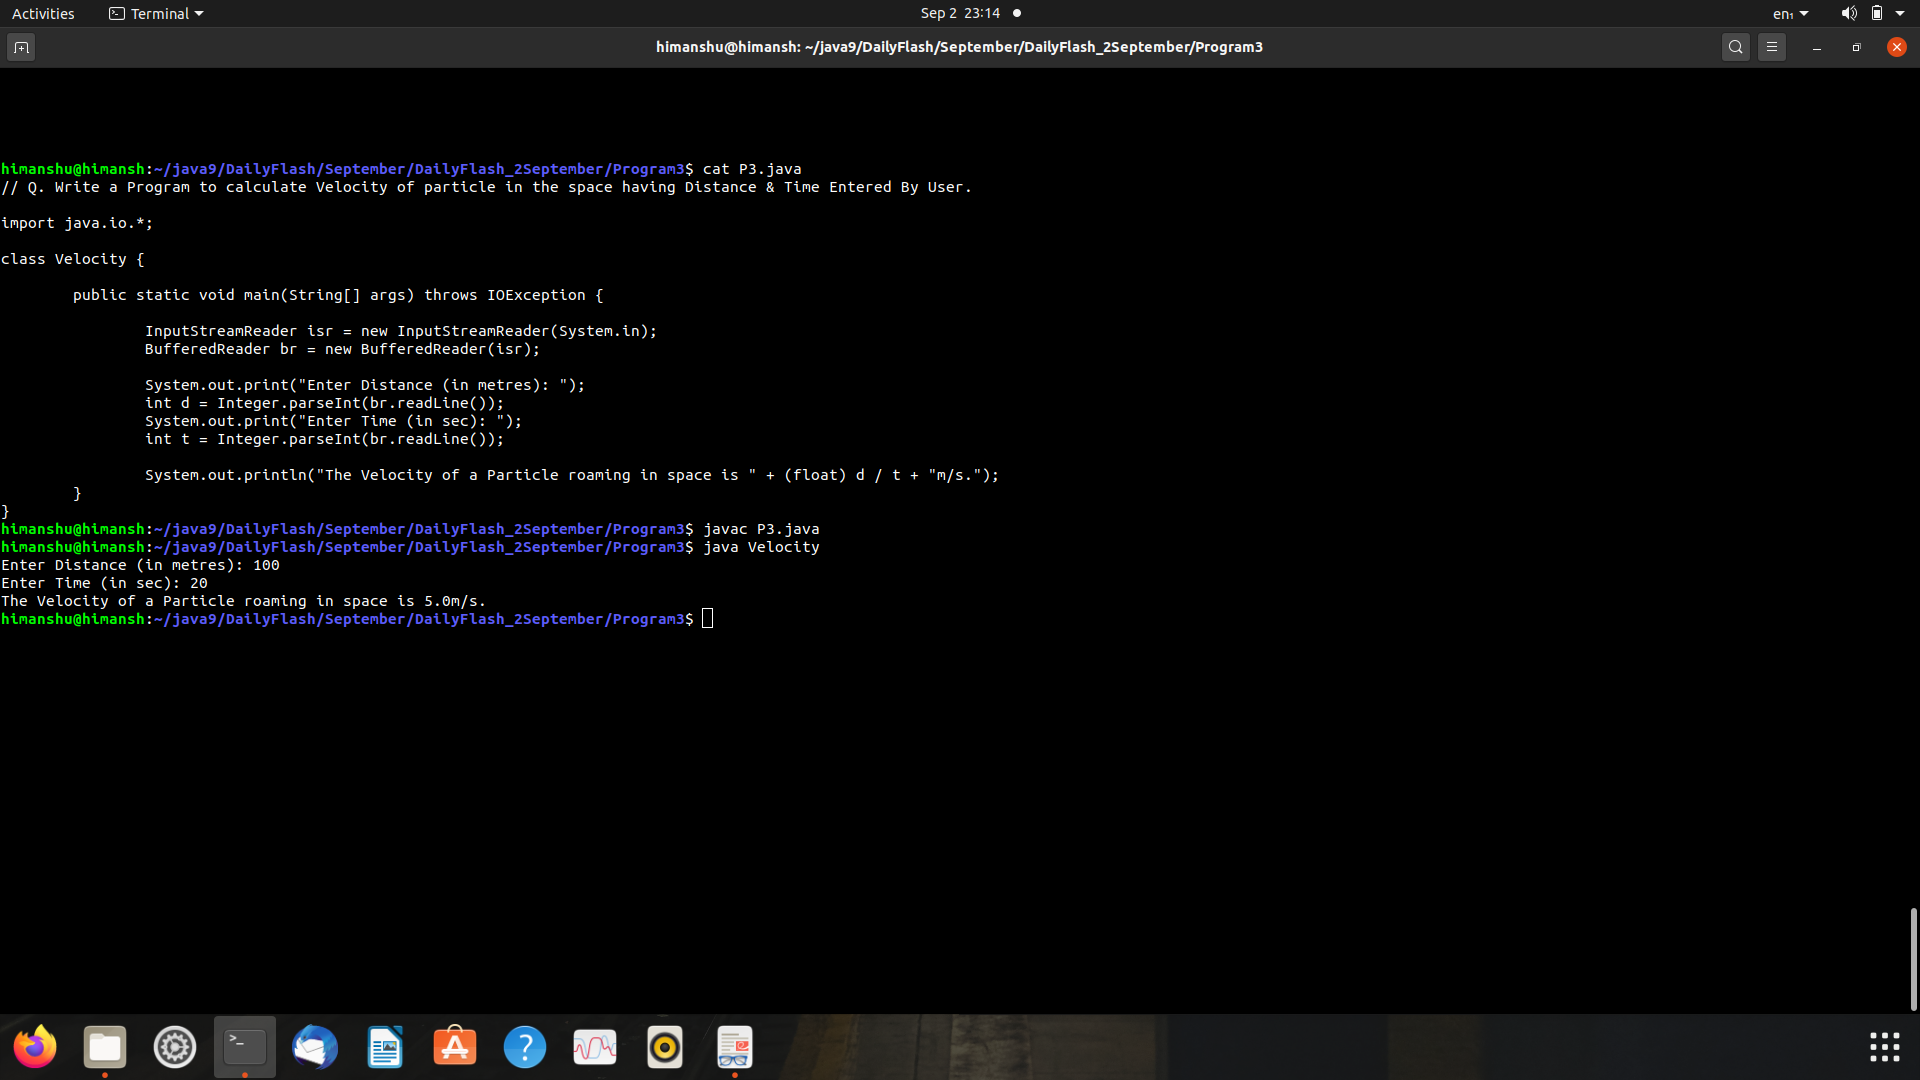 Activities Terminal Sep 2 23:14 en₁
himanshu@himansh: ~/java9/DailyFlash/September/DailyFlash_2September/Program3
himanshu@himansh:~/java9/DailyFlash/September/DailyFlash_2September/Program3$ cat P3.java
// Q. Write a Program to calculate Velocity of particle in the space having Distance & Time Entered By User.
import java.io.*;
class Velocity {
public static void main(String[] args) throws IOException {
InputStreamReader isr = new InputStreamReader(System.in);
BufferedReader br = new BufferedReader(isr);
System.out.print("Enter Distance (in metres): ");
int d = Integer.parseInt(br.readLine());
System.out.print("Enter Time (in sec): ");
int t = Integer.parseInt(br.readLine());
System.out.println("The Velocity of a Particle roaming in space is " + (float) d / t + "m/s.");
}
}
himanshu@himansh:~/java9/DailyFlash/September/DailyFlash_2September/Program3$ javac P3.java
himanshu@himansh:~/java9/DailyFlash/September/DailyFlash_2September/Program3$ java Velocity
Enter Distance (in metres): 100
Enter Time (in sec): 20
The Velocity of a Particle roaming in space is 5.0m/s.
himanshu@himansh:~/java9/DailyFlash/September/DailyFlash_2September/Program3$